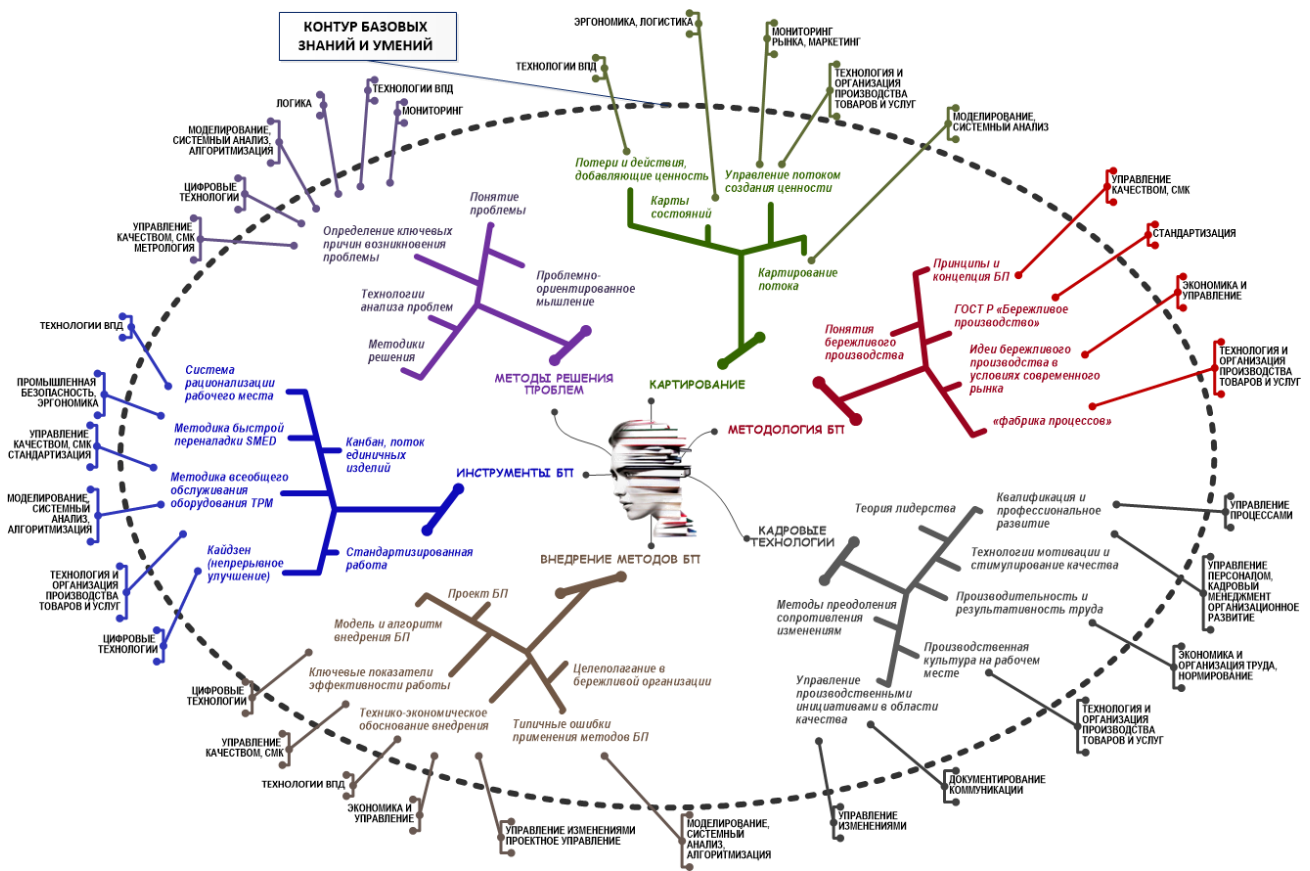 КОНТУР БАЗОВЫХ
ЗНАНИЙ И УМЕНИЙ
ЭРГОНОМИКА, ЛОГИСТИКА
ТЕХНОЛОГИИ ВПД
МОНИТОРИНГ
РЫНКА, МАРКЕТИНГ
ТЕХНОЛОГИЯ И
ОРГАНИЗАЦИЯ
ПРОИЗВОДСТВА
ТОВАРОВ И УСЛУГ
МОДЕЛИРОВАНИЕ,
СИСТЕМНЫЙ АНАЛИЗ
Потери и действия,
добавляющие ценность
Карты
состояний
Управление потоком
создания ценности
Картирование
потока
КАРТИРОВАНИЕ
ТЕХНОЛОГИИ ВПД
МОНИТОРИНГ
ЛОГИКА
МОДЕЛИРОВАНИЕ,
СИСТЕМНЫЙ АНАЛИЗ,
АЛГОРИТМИЗАЦИЯ
ЦИФРОВЫЕ
ТЕХНОЛОГИИ
УПРАВЛЕНИЕ
КАЧЕСТВОМ, СМК
МЕТРОЛОГИЯ
Понятие
проблемы
Определение ключевых
причин возникновения
проблемы
Проблемно-
ориентированное
мышление
Технологии
анализа проблем
Методики
решения
МЕТОДЫ РЕШЕНИЯ
ПРОБЛЕМ
УПРАВЛЕНИЕ
КАЧЕСТВОМ, СМК
СТАНДАРТИЗАЦИЯ
ЭКОНОМИКА И
УПРАВЛЕНИЕ
ТЕХНОЛОГИЯ И
ОРГАНИЗАЦИЯ
ПРОИЗВОДСТВА
ТОВАРОВ И УСЛУГ
Принципы и
концепция БП
ГОСТ Р «Бережливое
производство»
Понятия
бережливого
производства
Идеи бережливого
производства в
условиях современного
рынка
«фабрика процессов»
МЕТОДОЛОГИЯ БП
ТЕХНОЛОГИИ ВПД
ПРОМЫШЛЕННАЯ
БЕЗОПАСНОСТЬ,
ЭРГОНОМИКА
УПРАВЛЕНИЕ
КАЧЕСТВОМ, СМК
СТАНДАРТИЗАЦИЯ
МОДЕЛИРОВАНИЕ,
СИСТЕМНЫЙ
АНАЛИЗ,
АЛГОРИТМИЗАЦИЯ
ТЕХНОЛОГИЯ И
ОРГАНИЗАЦИЯ
ПРОИЗВОДСТВА
ТОВАРОВ И УСЛУГ
ЦИФРОВЫЕ
ТЕХНОЛОГИИ
Система
рационализации
рабочего места
Методика быстрой
переналадки SMED
Канбан, поток
единичных
изделий
Методика всеобщего
обслуживания
оборудования ТРМ
Кайдзен
(непрерывное
улучшение)
Стандартизированная
работа
ИНСТРУМЕНТЫ БП
КАДРОВЫЕ
ТЕХНОЛОГИИ
Теория лидерства
Квалификация и
профессиональное
развитие
Технологии мотивации и
стимулирование качества
Методы преодоления
сопротивления
изменениям
Производительность и
результативность труда
Производственная
культура на рабочем
месте
Управление
производственными
инициативами в области
качества
УПРАВЛЕНИЕ
ПРОЦЕССАМИ
УПРАВЛЕНИЕ
ПЕРСОНАЛОМ,
КАДРОВЫЙ
МЕНЕДЖМЕНТ
ОРГАНИЗАЦИОННОЕ
РАЗВИТИЕ
ЭКОНОМИКА И
ОРГАНИЗАЦИЯ ТРУДА,
НОРМИРОВАНИЕ
ТЕХНОЛОГИЯ И
ОРГАНИЗАЦИЯ
ПРОИЗВОДСТВА
ТОВАРОВ И УСЛУГ
ДОКУМЕНТИРОВАНИЕ
КОММУНИКАЦИИ
УПРАВЛЕНИЕ
ИЗМЕНЕНИЯМИ
ВНЕДРЕНИЕ МЕТОДОВ БП
Проект БП
Модель и алгоритм
внедрения БП
Ключевые показатели
эффективности работы
Целеполагание в
бережливой организации
Технико-экономическое
обоснование внедрения
Типичные ошибки
применения методов БП
ЦИФРОВЫЕ
ТЕХНОЛОГИИ
УПРАВЛЕНИЕ
КАЧЕСТВОМ, СМК
ТЕХНОЛОГИИ ВПД
ЭКОНОМИКА И
УПРАВЛЕНИЕ
УПРАВЛЕНИЕ ИЗМЕНЕНИЯМИ
ПРОЕКТНОЕ УПРАВЛЕНИЕ
МОДЕЛИРОВАНИЕ,
СИСТЕМНЫЙ
АНАЛИЗ,
АЛГОРИТМИЗАЦИЯ